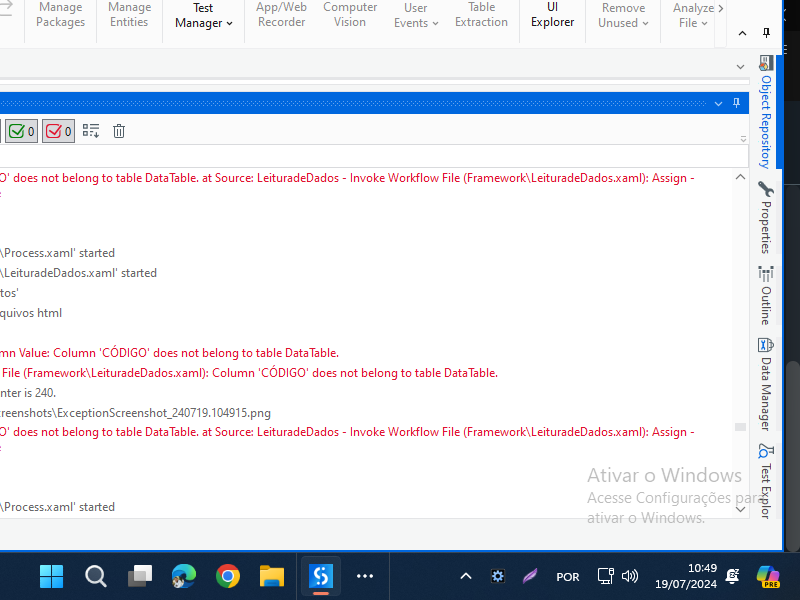 Manage Packages
Manage Entities
Test Manager
App/Web Recorder
Computer Vision
User Events
Table Extraction
UI Explorer
Remove Unused
Analyze File
0
0
Object Repository
O' does not belong to table DataTable. at Source: LeituradeDados - Invoke Workflow File (Framework\LeituradeDados.xaml): Assign -
Properties
\Process.xaml' started
\LeituradeDados.xaml' started
tos'
quivos html
Outline
mn Value: Column 'CÓDIGO' does not belong to table DataTable.
File (Framework\LeituradeDados.xaml): Column 'CÓDIGO' does not belong to table DataTable.
nter is 240.
creenshots\ExceptionScreenshot_240719.104915.png
Data Manager
O' does not belong to table DataTable. at Source: LeituradeDados - Invoke Workflow File (Framework\LeituradeDados.xaml): Assign -
Test Explor
Ativar o Windows
Acesse Configurações para
ativar o Windows.
\Process.xaml' started
POR
10:49
19/07/2024
PRE